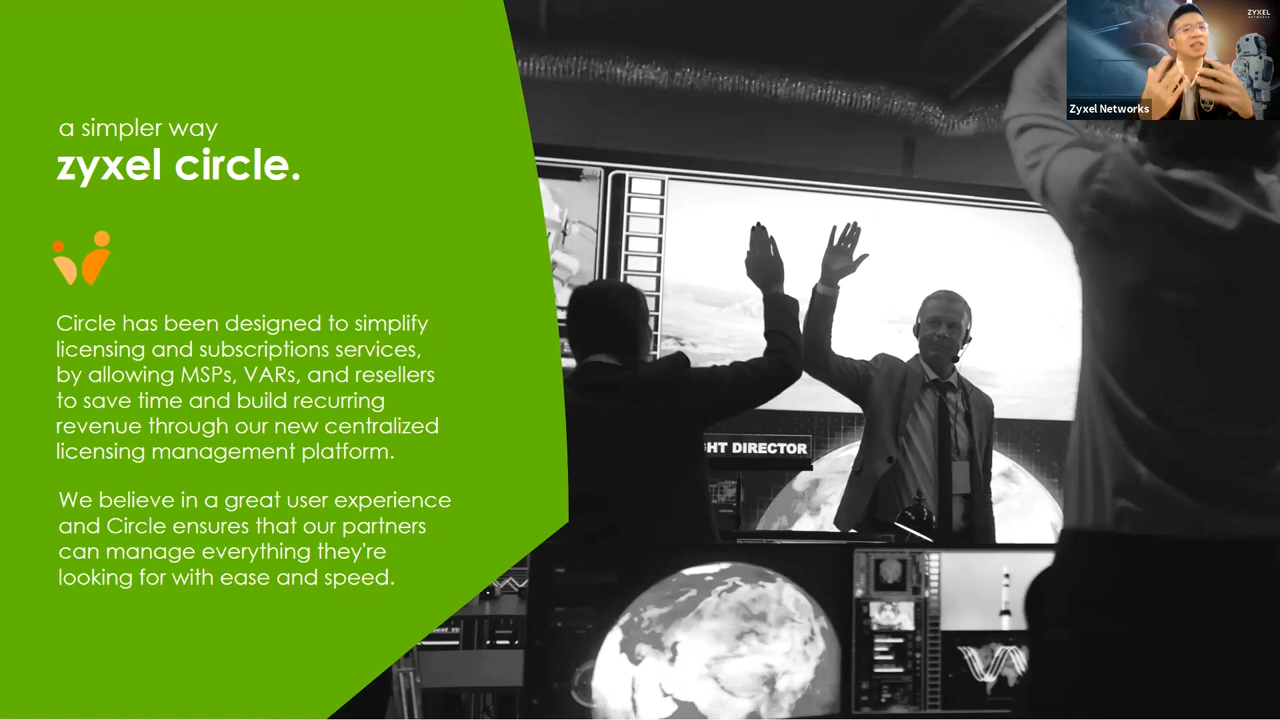 a simpler way
zyxel circle.
Circle has been designed to simplify
licensing and subscriptions services,
by allowing MSPs, VARs, and resellers
to save time and build recurring
revenue through our new centralized
licensing management platform.
We believe in a great user experience
and Circle ensures that our partners
can manage everything they're
looking for with ease and speed.
HT DIRECTOR
ZYXEL
NETWORKS
Zyxel Networks